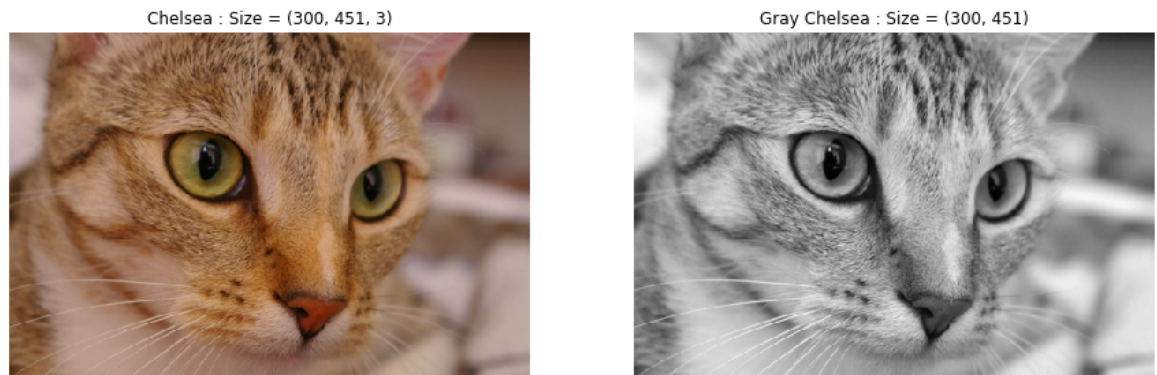 Chelsea : Size = (300, 451, 3)
Gray Chelsea : Size = (300, 451)